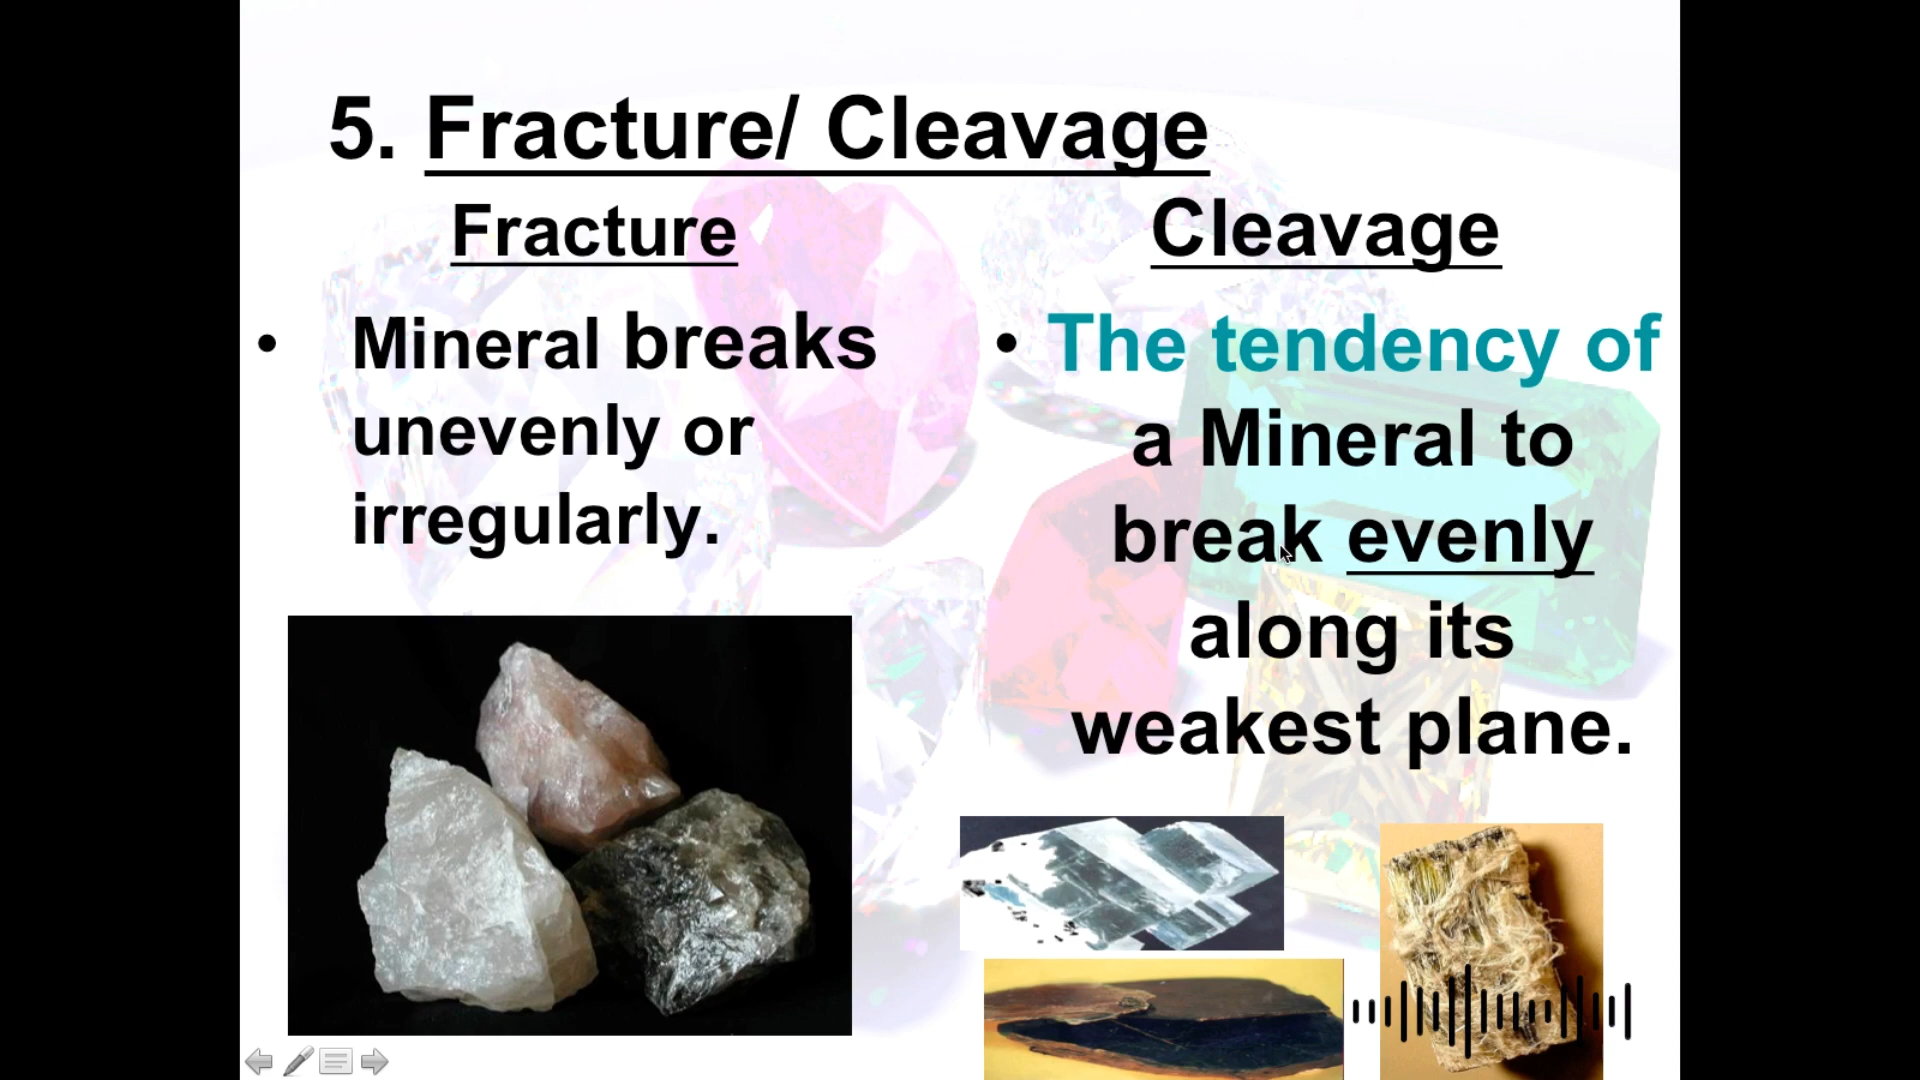 5. Fracture/ Cleavage
Fracture
• Mineral breaks
unevenly or
irregularly.
Cleavage
• The tendency of
a Mineral to
break evenly
along its
weakest plane.